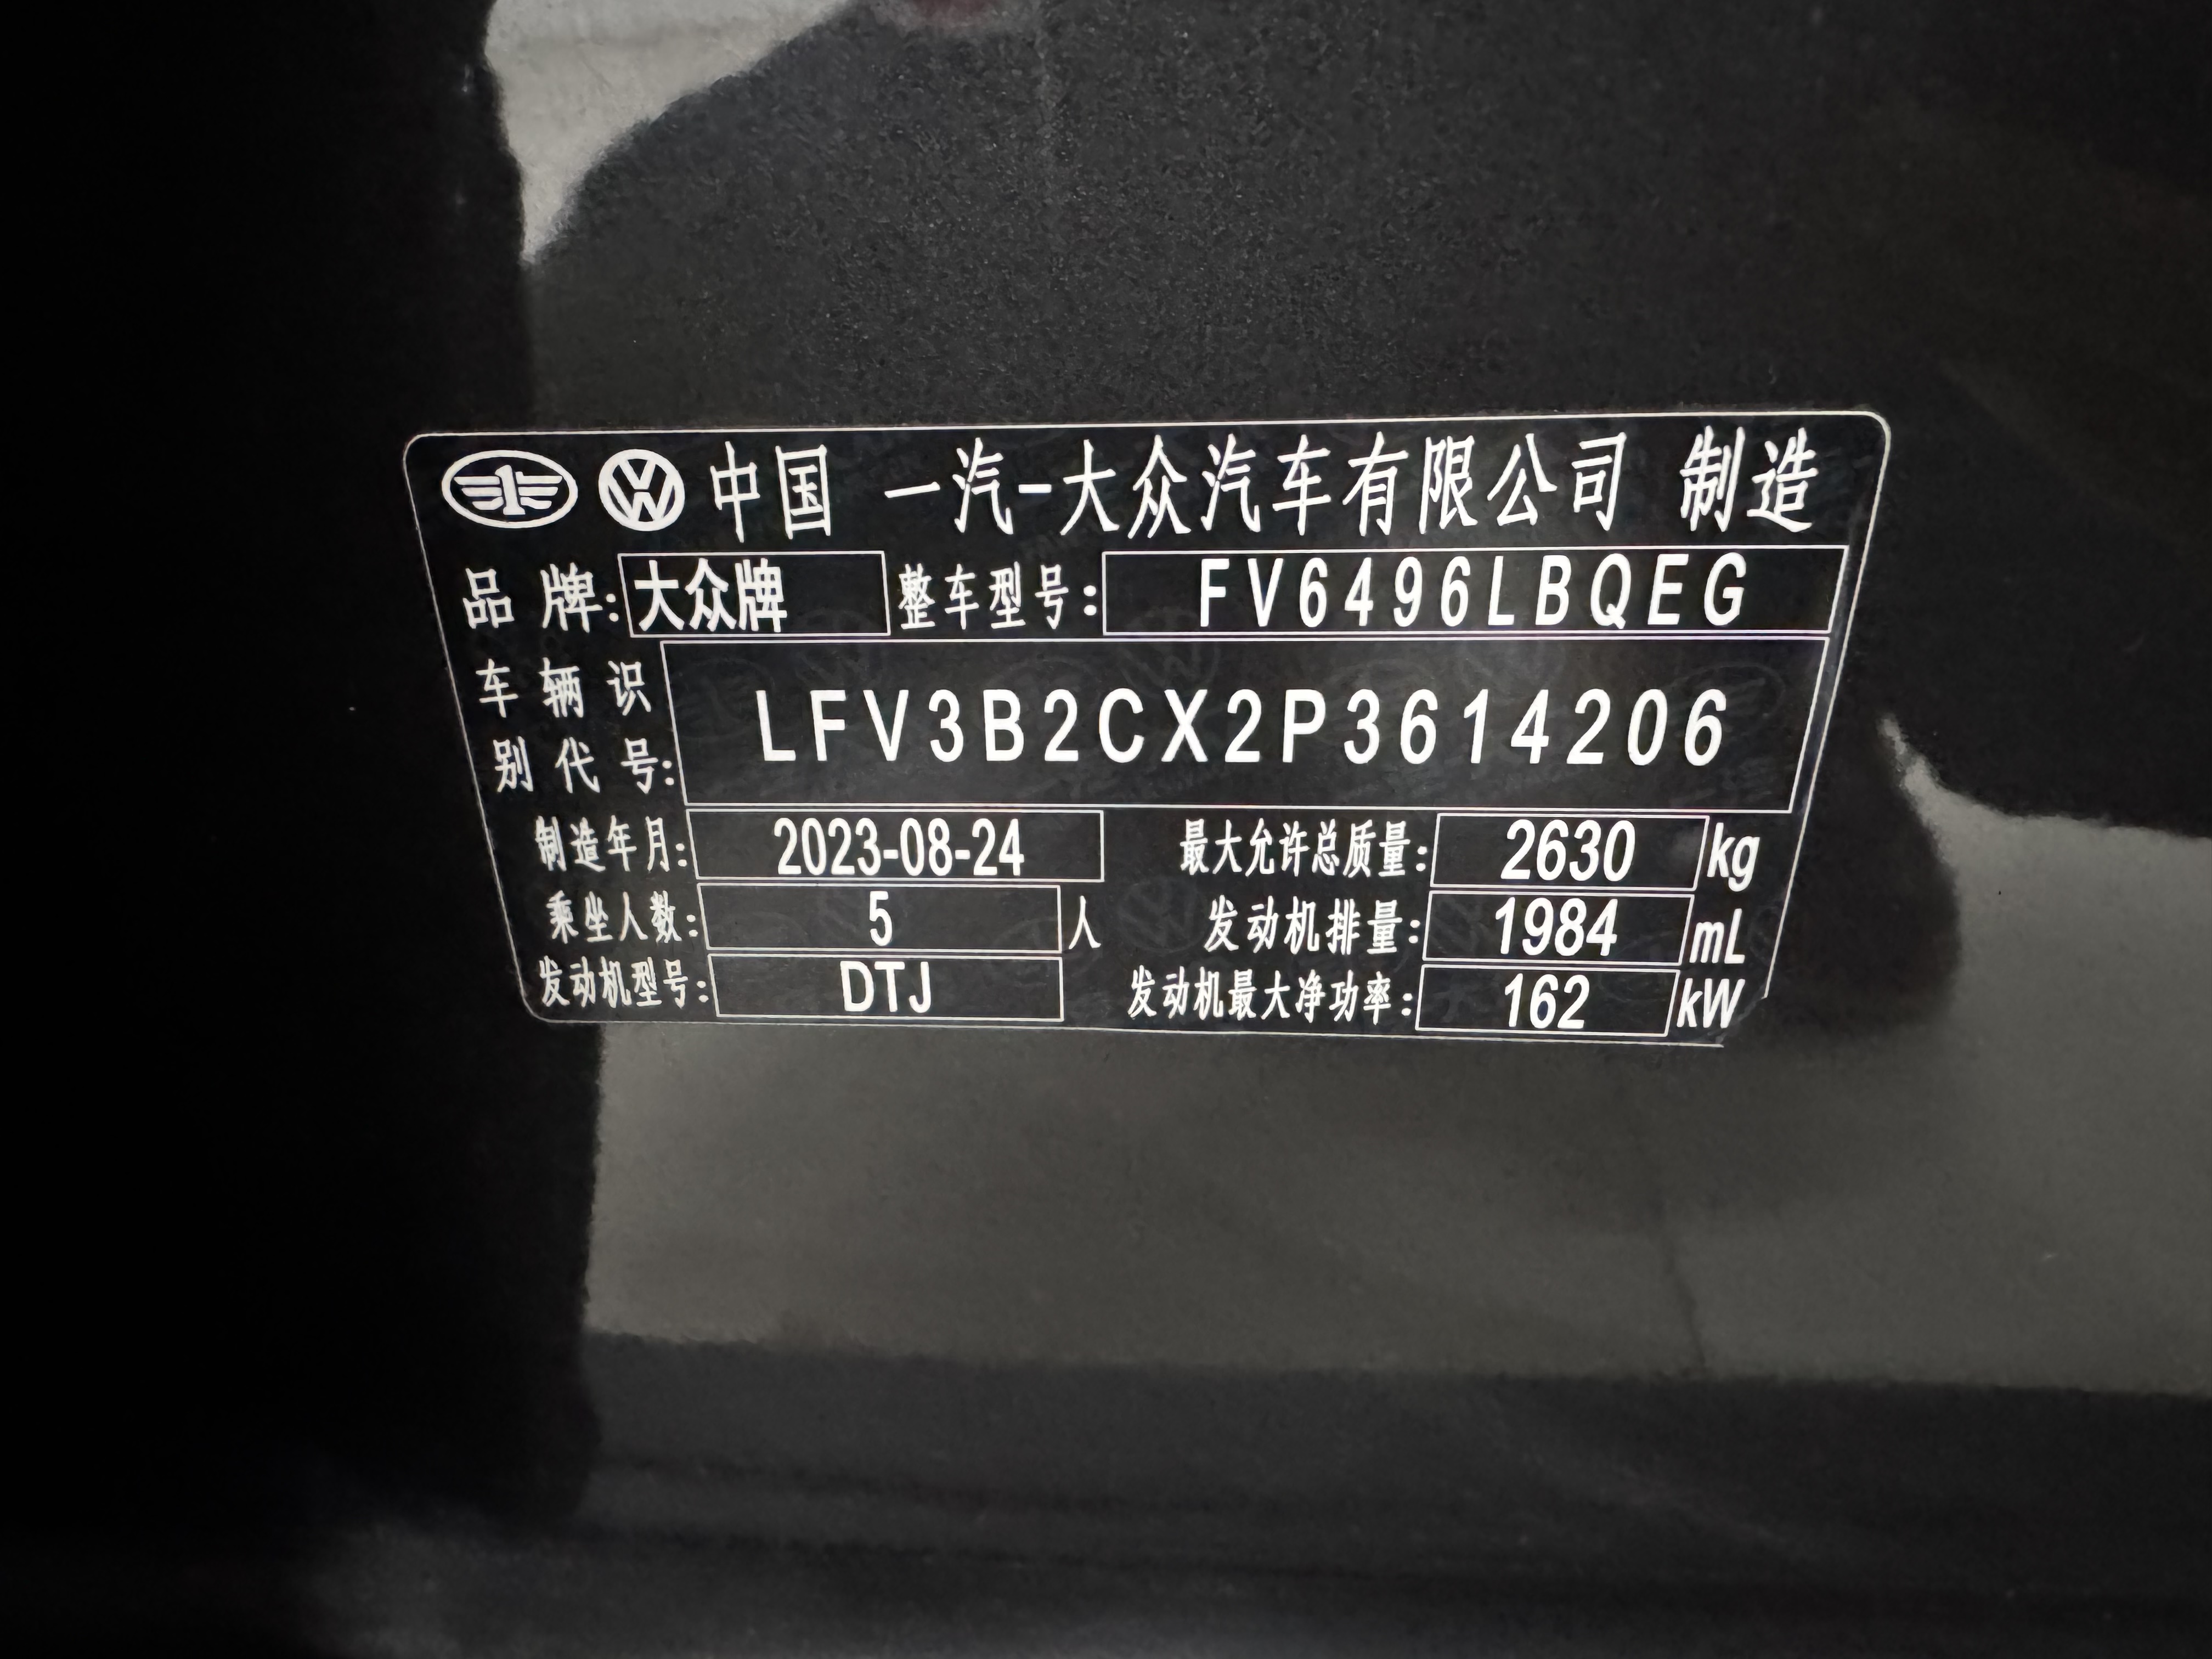 中国 一汽-大众汽车有限公司 制造
品牌: 大众牌 整车型号: FV6496LBQEG
车辆识别代号: LFV3B2CX2P3614206
制造年月: 2023-08-24 最大允许总质量: 2630 kg
乘坐人数: 5 人 发动机排量: 1984 mL
发动机型号: DTJ 发动机最大净功率: 162 kW